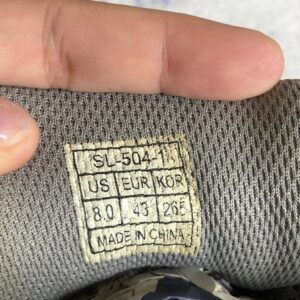 SL-504-1
US EUR KOR
8.0 43 265
MADE IN CHINA